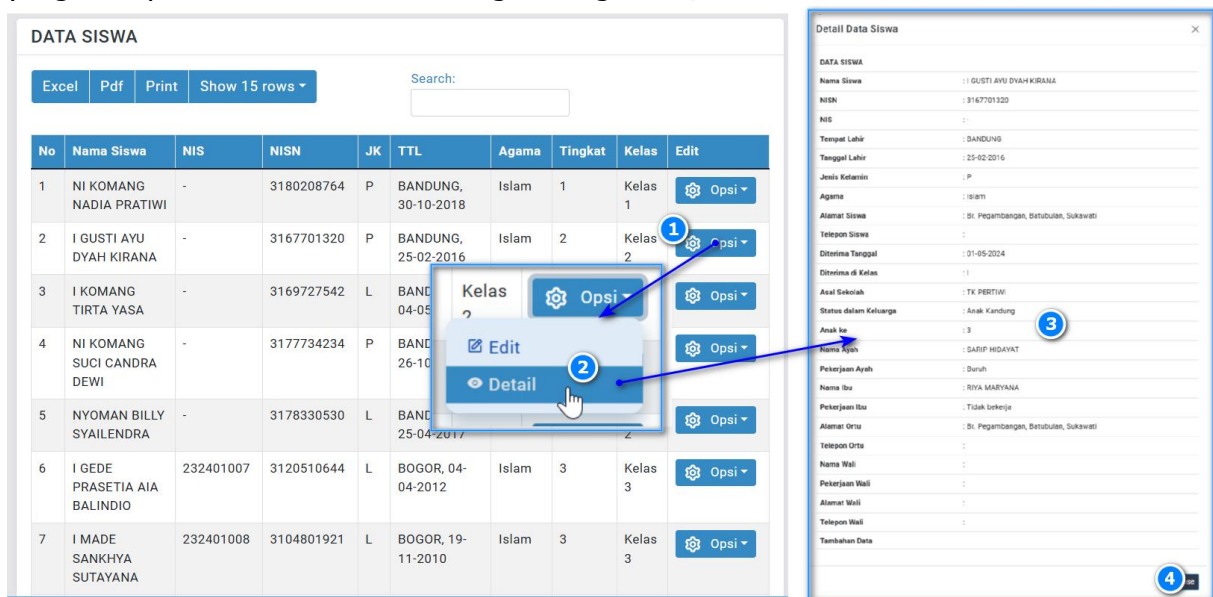 DATA SISWA
Excel Pdf Print Show 15 rows
Search:
No Nama Siswa NIS NISN JK TTL Agama Tingkat Kelas Edit
1 NI KOMANG NADIA PRATIWI - 3180208764 P BANDUNG, 30-10-2018 Islam 1 Kelas 1 Opsi
2 I GUSTI AYU DYAH KIRANA - 3167701320 P BANDUNG, 25-02-2016 Islam 2 Kelas 2 Opsi
3 I KOMANG TIRTA YASA - 3169727542 L BAND 04-05 Opsi
4 NI KOMANG SUCI CANDRA DEWI - 3177734234 P BAND 26-10 Opsi
5 NYOMAN BILLY SYAILENDRA - 3178330530 L BAND 25-04-2017 2 Opsi
6 I GEDE PRASETIA AIA BALINDIO 232401007 3120510644 L BOGOR, 04-04-2012 Islam 3 Kelas 3 Opsi
7 I MADE SANKHYA SUTAYANA 232401008 3104801921 L BOGOR, 19-11-2010 Islam 3 Kelas 3 Opsi
1
Kelas 2 Opsi
Edit
2
Detail
Detail Data Siswa ×
DATA SISWA
Nama Siswa : I GUSTI AYU DYAH KIRANA
NISN : 3167701320
NIS : -
Tempat Lahir : BANDUNG
Tanggal Lahir : 25-02-2016
Jenis Kelamin : P
Agama : Islam
Alamat Siswa : Br. Pegambangan, Batubulan, Sukawati
Telepon Siswa :
Diterima Tanggal : 01-05-2024
Diterima di Kelas : I
Asal Sekolah : TK PERTIWI
Status dalam Keluarga : Anak Kandung
Anak ke : 3
3
Nama Ayah : SARIP HIDAYAT
Pekerjaan Ayah : Buruh
Nama Ibu : RIYA MARYANA
Pekerjaan Ibu : Tidak bekerja
Alamat Ortu : Br. Pegambangan, Batubulan, Sukawati
Telepon Ortu :
Nama Wali :
Pekerjaan Wali :
Alamat Wali :
Telepon Wali :
Tambahan Data
4